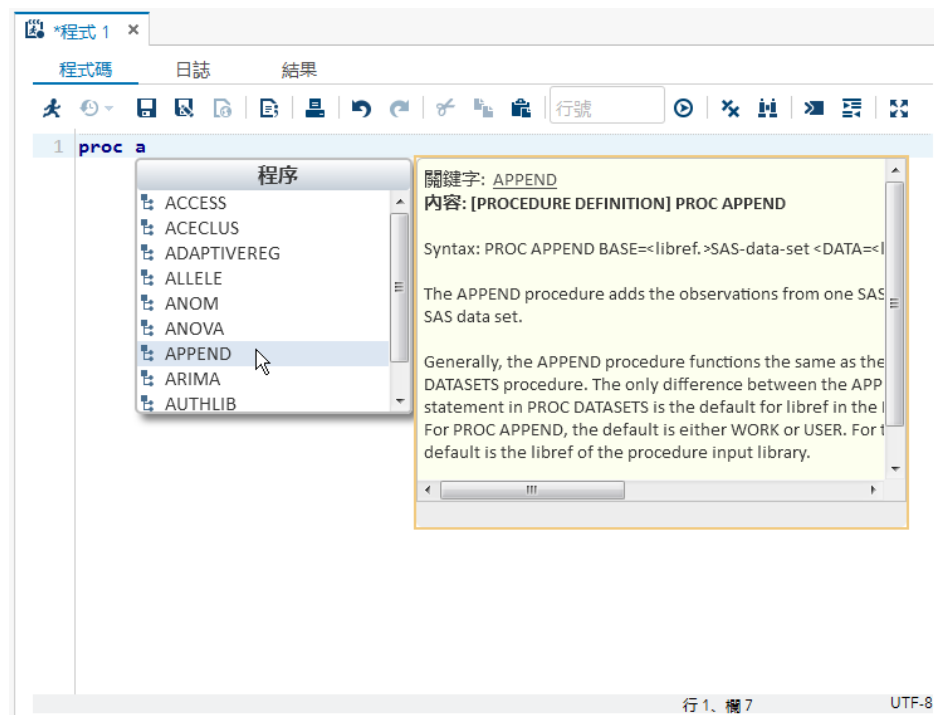 *程式 1 ×
程式碼 日誌 結果
行號
1 proc a
程序
ACCESS
ACECLUS
ADAPTIVEREG
ALLELE
ANOM
ANOVA
APPEND
ARIMA
AUTHLIB
關鍵字: APPEND
內容: [PROCEDURE DEFINITION] PROC APPEND
Syntax: PROC APPEND BASE=<libref.>SAS-data-set <DATA=<l
The APPEND procedure adds the observations from one SAS
SAS data set.
Generally, the APPEND procedure functions the same as the
DATASETS procedure. The only difference between the APP
statement in PROC DATASETS is the default for libref in the
For PROC APPEND, the default is either WORK or USER. For t
default is the libref of the procedure input library.
行 1、欄 7 UTF-8